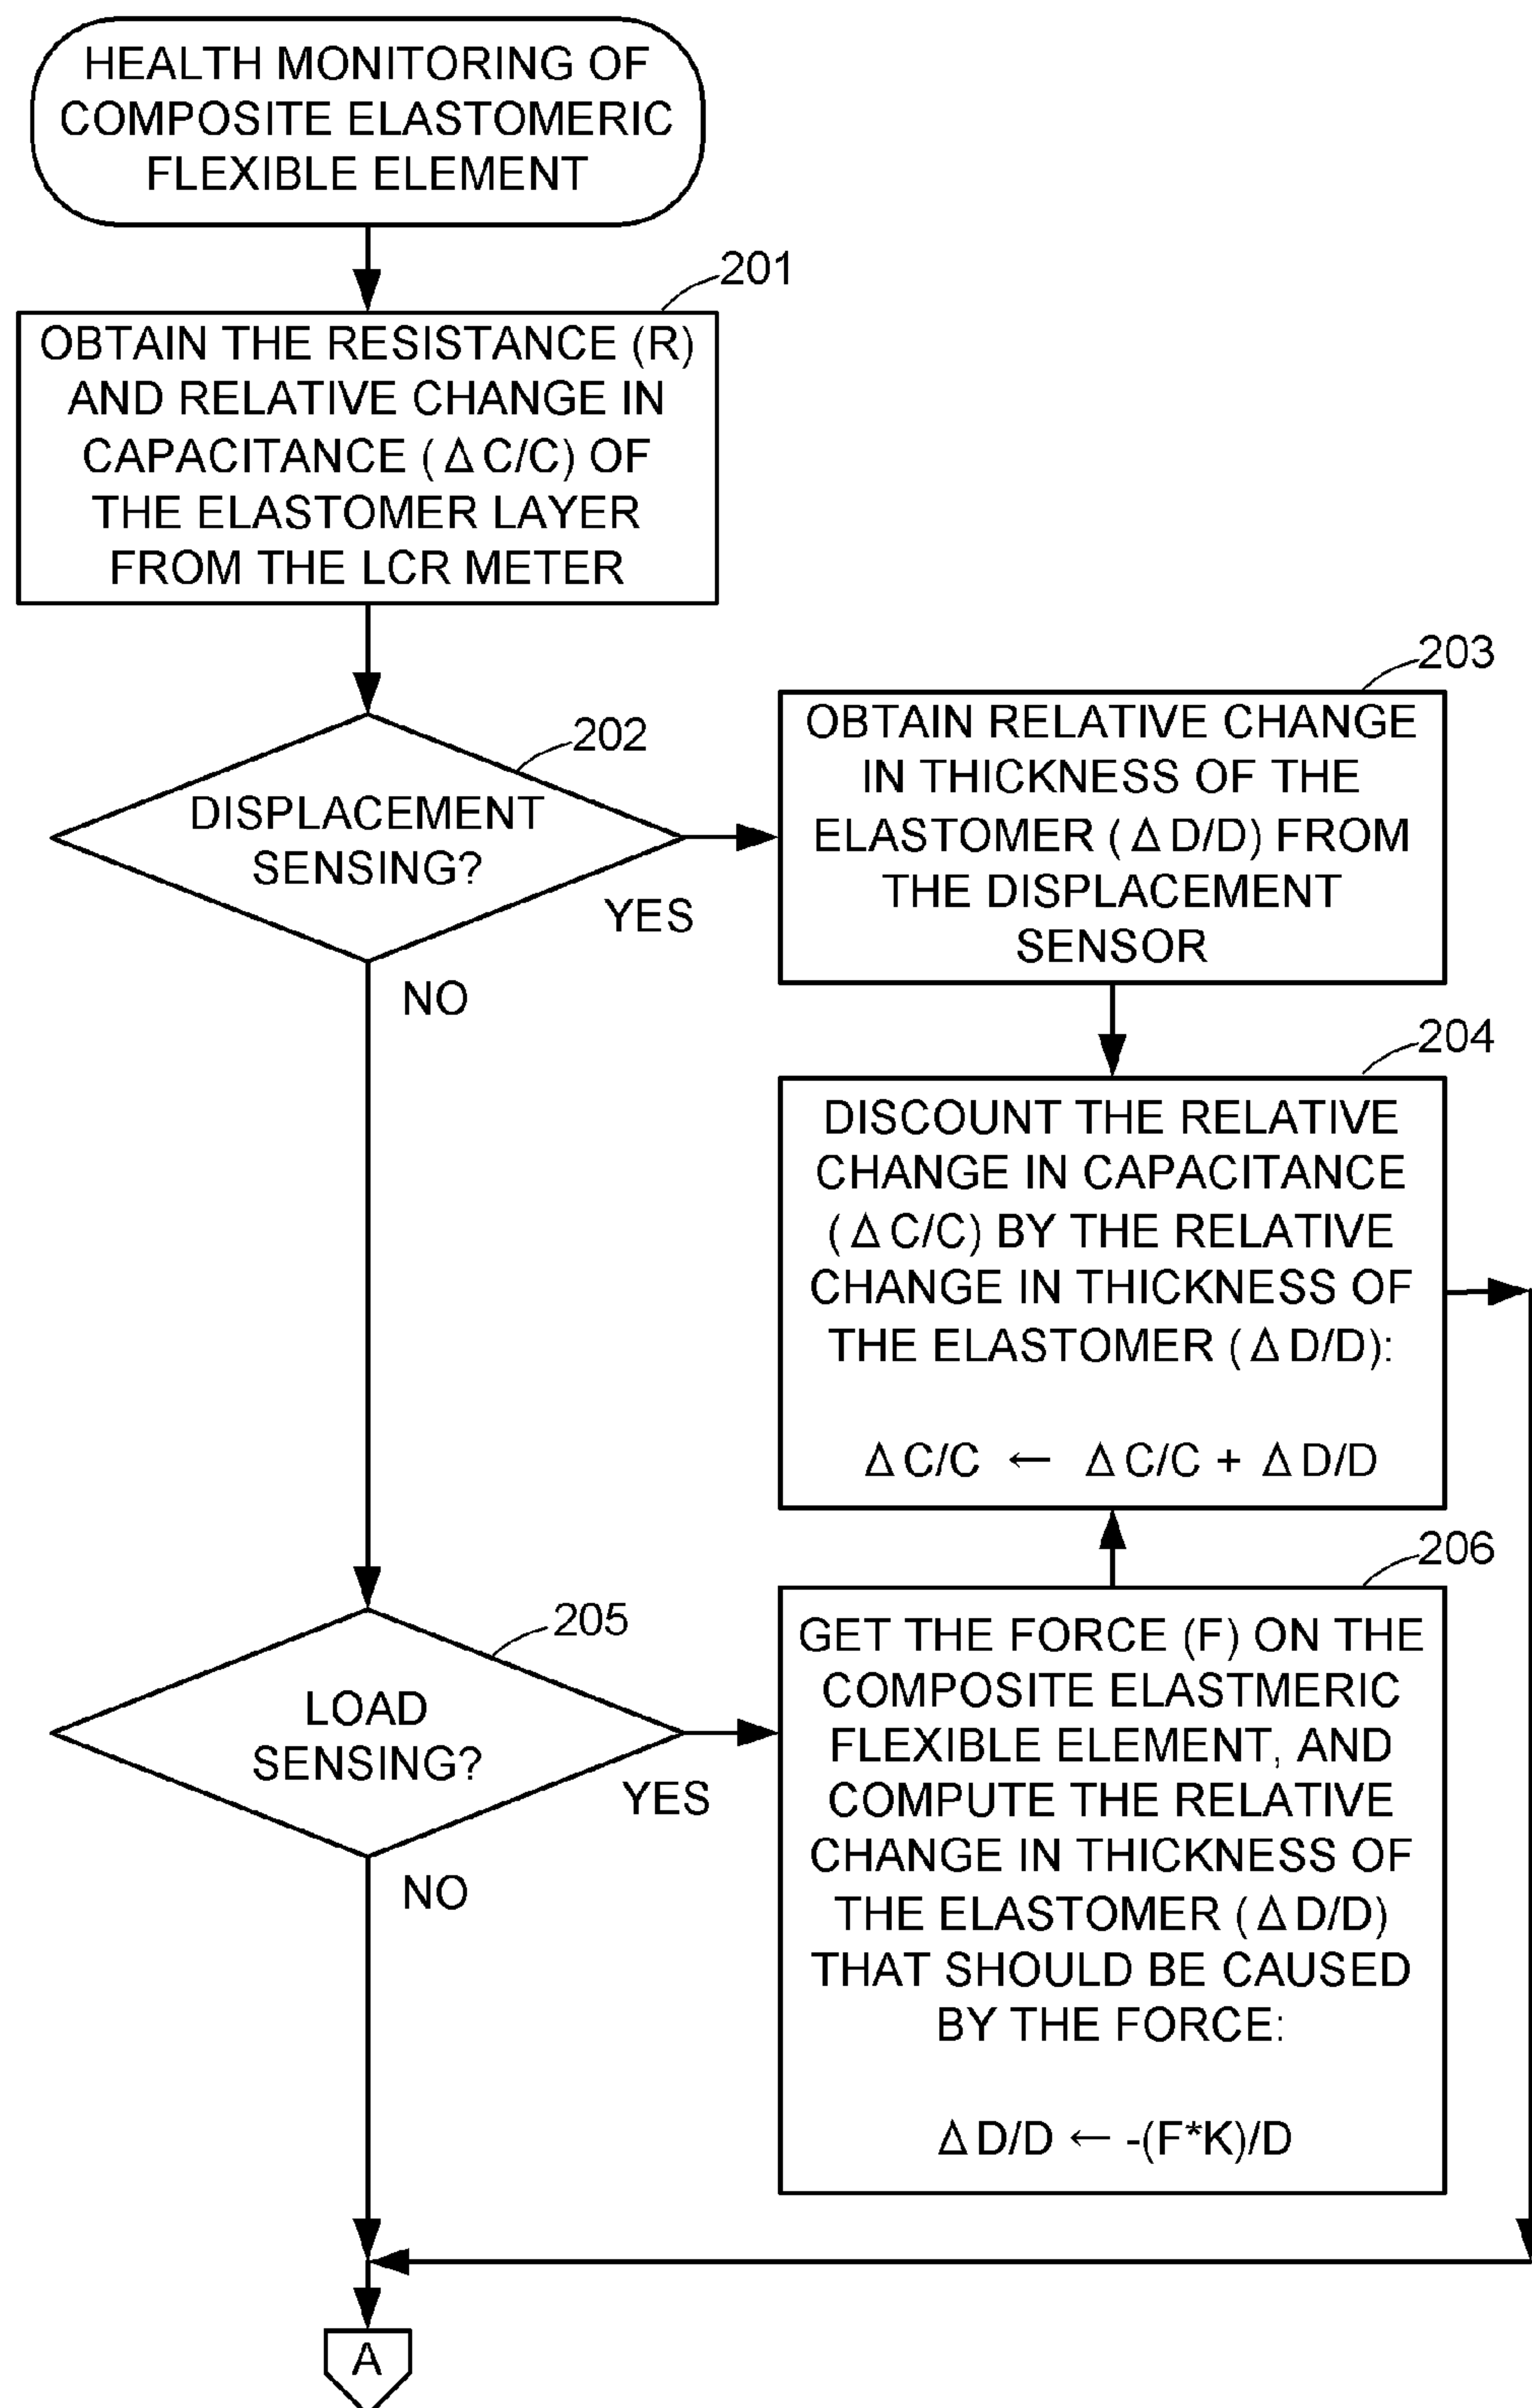 HEALTH MONITORING OF
COMPOSITE ELASTOMERIC
FLEXIBLE ELEMENT
201
OBTAIN THE RESISTANCE (R)
AND RELATIVE CHANGE IN
CAPACITANCE (ΔC/C) OF
THE ELASTOMER LAYER
FROM THE LCR METER
202
DISPLACEMENT
SENSING?
YES
NO
203
OBTAIN RELATIVE CHANGE
IN THICKNESS OF THE
ELASTOMER (ΔD/D) FROM
THE DISPLACEMENT
SENSOR
204
DISCOUNT THE RELATIVE
CHANGE IN CAPACITANCE
(ΔC/C) BY THE RELATIVE
CHANGE IN THICKNESS OF
THE ELASTOMER (ΔD/D):
ΔC/C ← ΔC/C + ΔD/D
205
LOAD
SENSING?
YES
NO
206
GET THE FORCE (F) ON THE
COMPOSITE ELASTMERIC
FLEXIBLE ELEMENT, AND
COMPUTE THE RELATIVE
CHANGE IN THICKNESS OF
THE ELASTOMER (ΔD/D)
THAT SHOULD BE CAUSED
BY THE FORCE:
ΔD/D ← -(F*K)/D
A